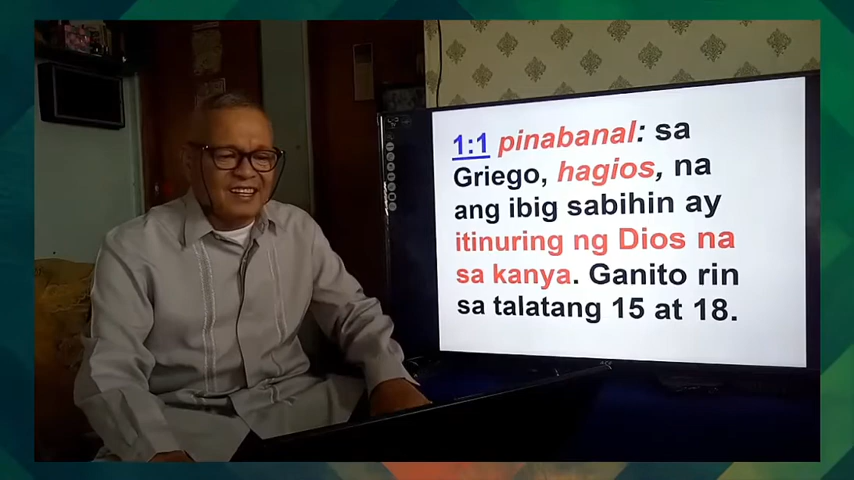 1:1 pinabanal: sa
Griego, hagios, na
ang ibig sabihin ay
itinuring ng Dios na
sa kanya. Ganito rin
sa talatang 15 at 18.